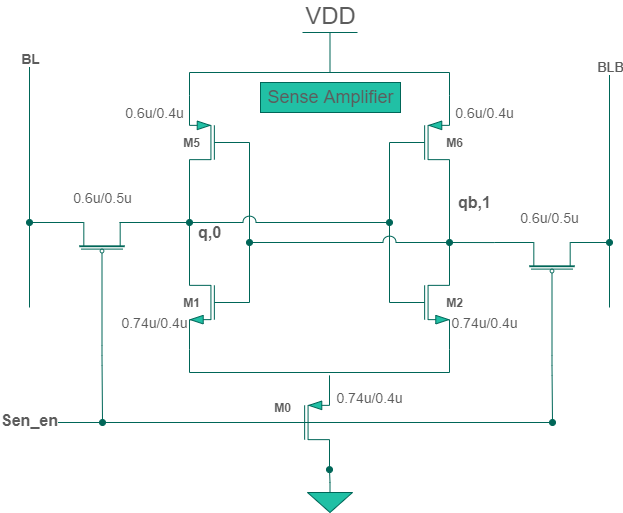 VDD
BL
BLB
Sense Amplifier
0.6u/0.4u
0.6u/0.4u
M5
M6
0.6u/0.5u
qb,1
0.6u/0.5u
q,0
M1
M2
0.74u/0.4u
0.74u/0.4u
M0
0.74u/0.4u
Sen_en